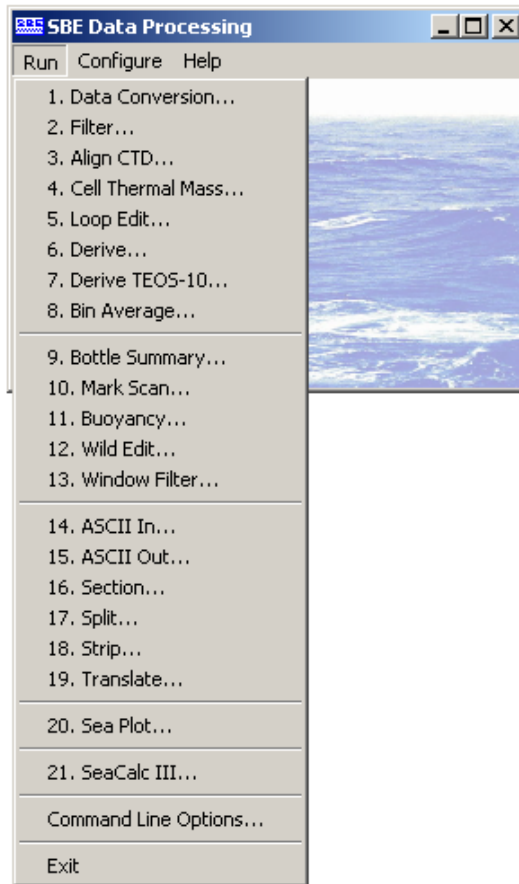 SBE SBE Data Processing
Run Configure Help
1. Data Conversion...
2. Filter...
3. Align CTD...
4. Cell Thermal Mass...
5. Loop Edit...
6. Derive...
7. Derive TEOS-10...
8. Bin Average...
9. Bottle Summary...
10. Mark Scan...
11. Buoyancy...
12. Wild Edit...
13. Window Filter...
14. ASCII In...
15. ASCII Out...
16. Section...
17. Split...
18. Strip...
19. Translate...
20. Sea Plot...
21. SeaCalc III...
Command Line Options...
Exit